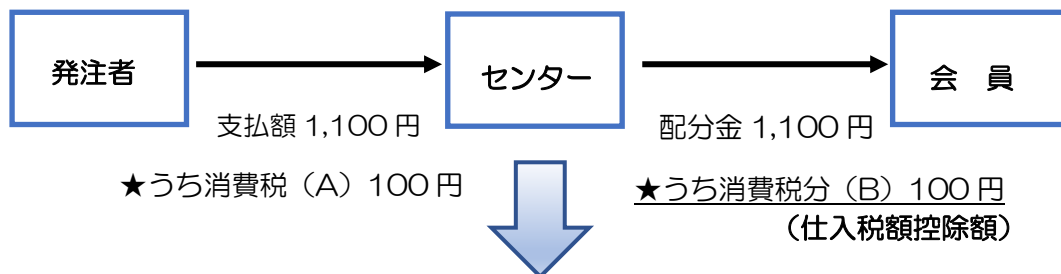 発注者
センター
会　員
支払額 1,100 円
配分金 1,100 円
★うち消費税（A）100 円
★うち消費税分（B）100 円
（仕入税額控除額）